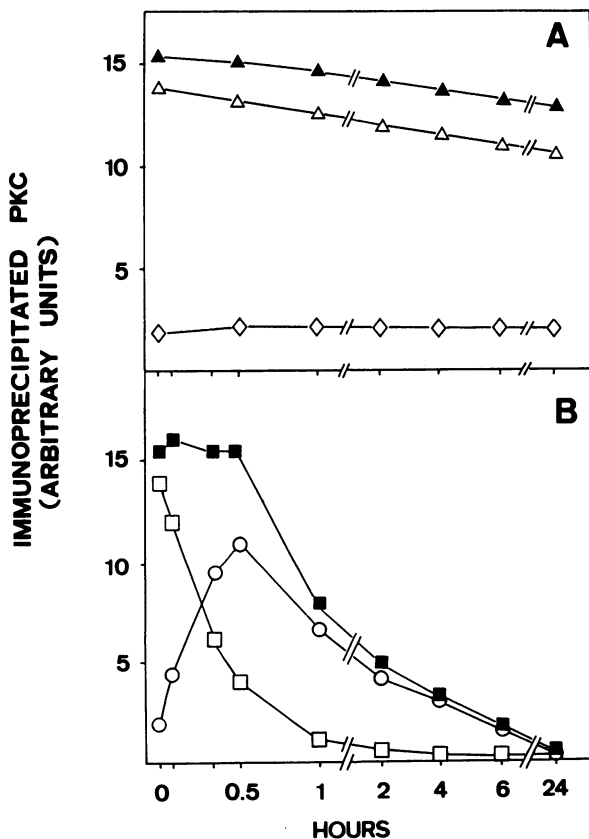 A
15
10
5
IMMUNOPRECIPITATED PKC
(ARBITRARY UNITS)
B
15
10
5
0 0.5 1 2 4 6 24
HOURS